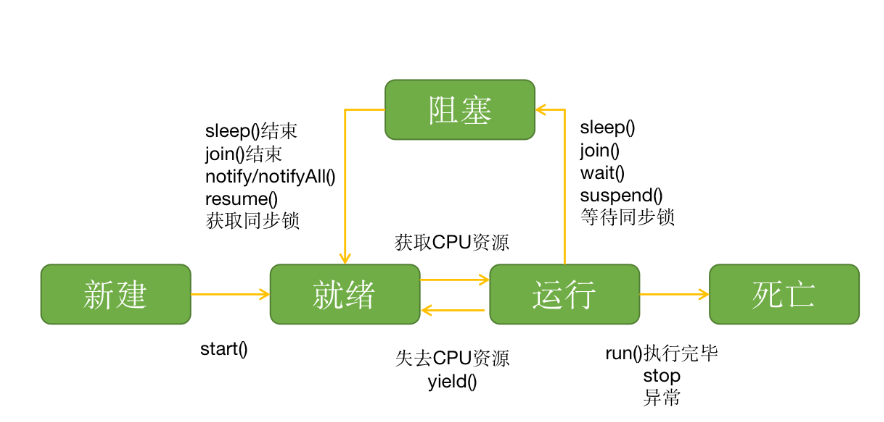 阻塞
sleep()结束
join()结束
notify/notifyAll()
resume()
获取同步锁
sleep()
join()
wait()
suspend()
等待同步锁
获取CPU资源
新建
就绪
运行
死亡
start()
失去CPU资源
yield()
run()执行完毕
stop
异常